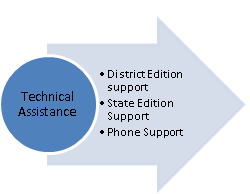 Technical
Assistance
• District Edition
support
• State Edition
Support
• Phone Support